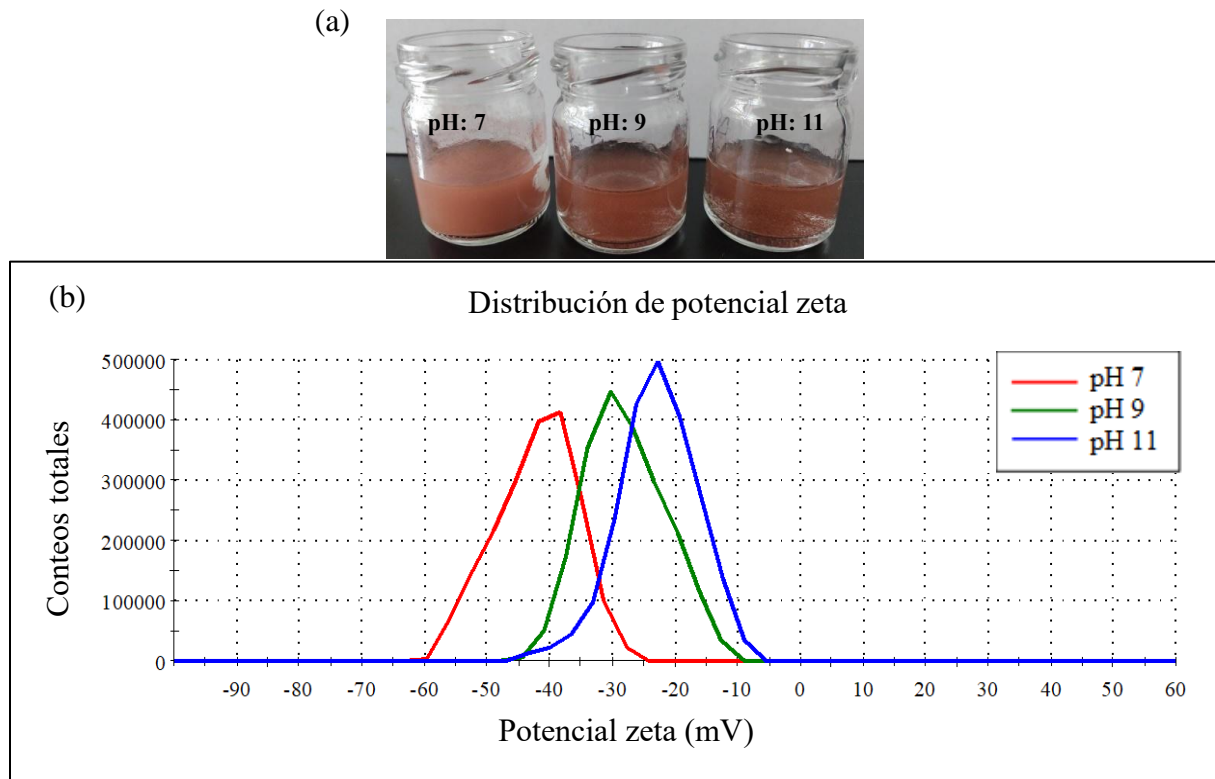 (a)
pH: 7 pH: 9 pH: 11
(b)
Distribución de potencial zeta
Conteos totales
500000
400000
300000
200000
100000
0
-90 -80 -70 -60 -50 -40 -30 -20 -10 0 10 20 30 40 50 60
Potencial zeta (mV)
pH 7
pH 9
pH 11